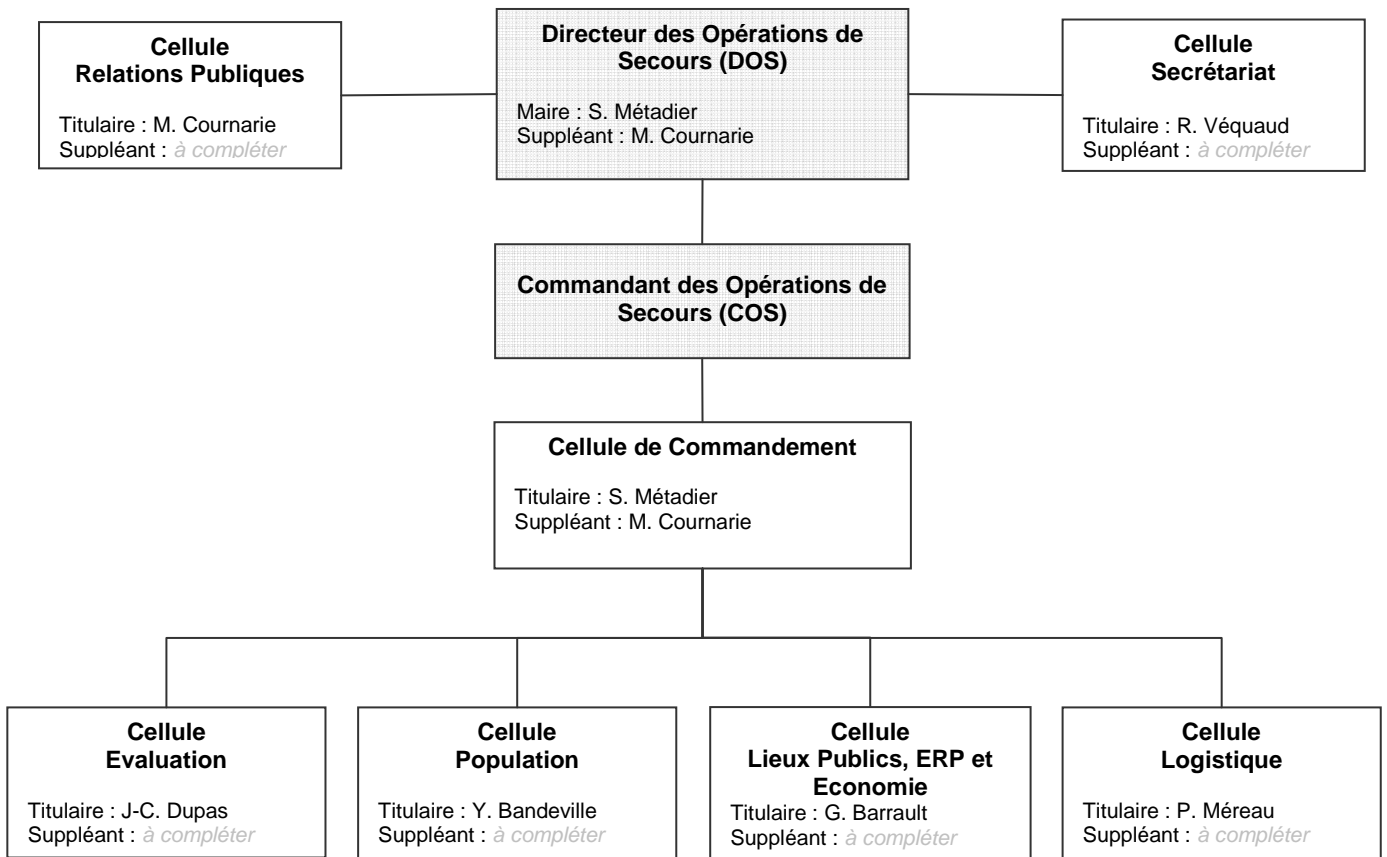 Cellule
Relations Publiques
Titulaire : M. Cournarie
Suppléant : à compléter
Directeur des Opérations de
Secours (DOS)
Maire : S. Métadier
Suppléant : M. Cournarie
Cellule
Secrétariat
Titulaire : R. Véquaud
Suppléant : à compléter
Commandant des Opérations de
Secours (COS)
Cellule de Commandement
Titulaire : S. Métadier
Suppléant : M. Cournarie
Cellule
Evaluation
Titulaire : J-C. Dupas
Suppléant : à compléter
Cellule
Population
Titulaire : Y. Bandeville
Suppléant : à compléter
Cellule
Lieux Publics, ERP et
Economie
Titulaire : G. Barrault
Suppléant : à compléter
Cellule
Logistique
Titulaire : P. Méreau
Suppléant : à compléter